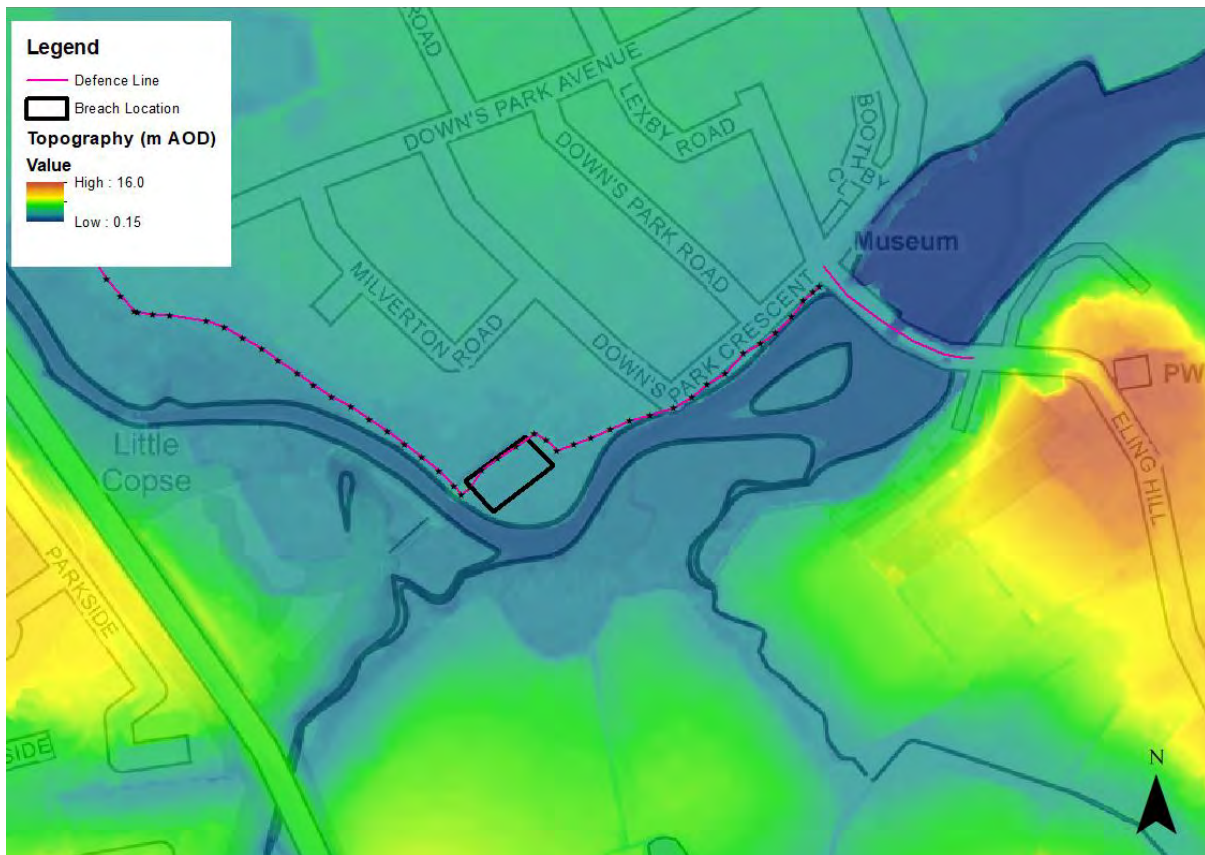 Legend
Defence Line
Breach Location
Topography (m AOD)
Value
High : 16.0
Low : 0.15
ROAD
DOWN'S PARK AVENUE
LEXBY ROAD
DOWN'S PARK ROAD
BOOTHBY
C
Museum
MILVERTON
ROAD
DOWN'S PARK CRESCENT
Little
Copse
PARKSIDE
SIDE
PW
ELING HILL
N